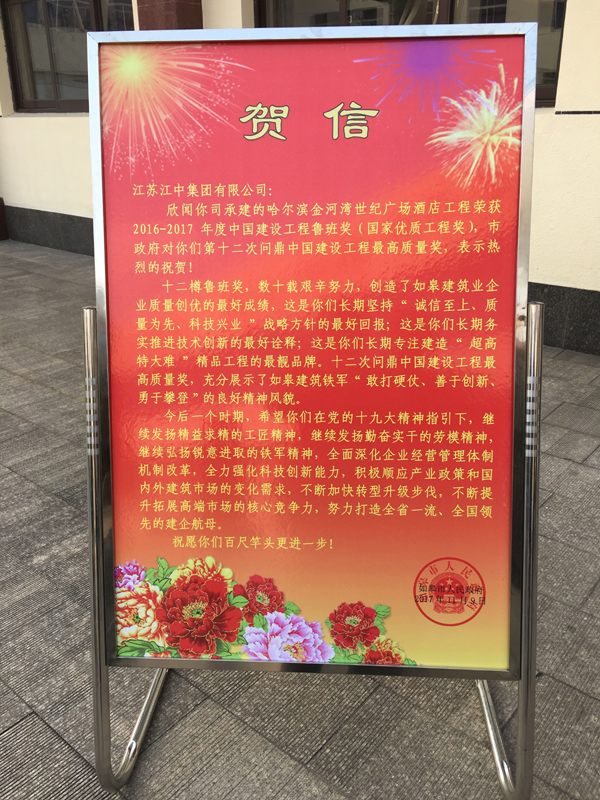 贺 信
江苏江中集团有限公司：
欣闻你司承建的哈尔滨金河湾世纪广场酒店工程荣获
2016-2017 年度中国建设工程鲁班奖（国家优质工程奖），市
政府对你们第十二次问鼎中国建设工程最高质量奖，表示热
烈的祝贺！
十二樽鲁班奖，数十载艰辛努力，创造了如皋建筑业企
业质量创优的最好成绩，这是你们长期坚持“ 诚信至上、质
量为先、科技兴业 ”战略方针的最好回报；这是你们长期务
实推进技术创新的最好诠释；这是你们长期专注建造“ 超高
特大难 ”精品工程的最靓品牌。十二次问鼎中国建设工程最
高质量奖，充分展示了如皋建筑铁军“ 敢打硬仗、善于创新、
勇于攀登”的良好精神风貌。
今后一个时期，希望你们在党的十九大精神指引下，继
续发扬精益求精的工匠精神，继续发扬勤奋实干的劳模精神，
继续弘扬锐意进取的铁军精神，全面深化企业经营管理体制
机制改革，全力强化科技创新能力，积极顺应产业政策和国
内外建筑市场的变化需求，不断加快转型升级步伐，不断提
升拓展高端市场的核心竞争力，努力打造全省一流、全国领
先的建企航母。
祝愿你们百尺竿头更进一步！
如皋市人民政府
2017年11月9日